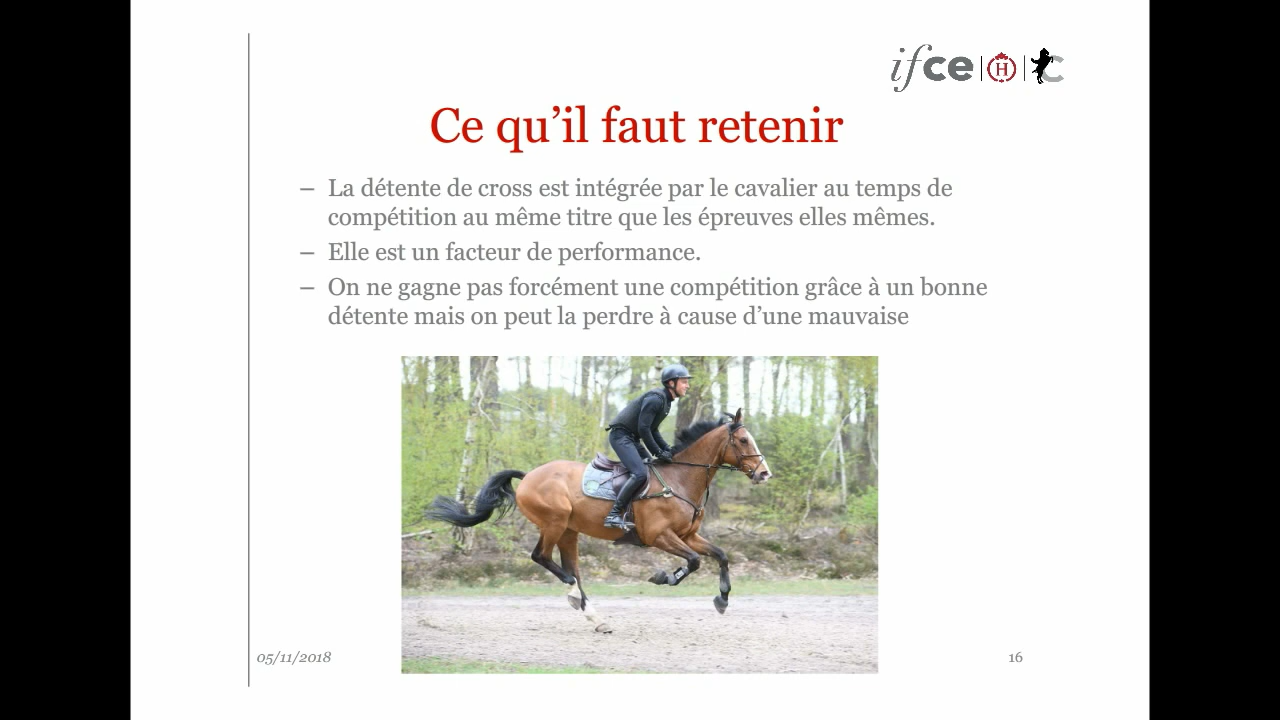 ifce
H
C
Ce qu’il faut retenir
– La détente de cross est intégrée par le cavalier au temps de
compétition au même titre que les épreuves elles mêmes.
– Elle est un facteur de performance.
– On ne gagne pas forcément une compétition grâce à un bonne
détente mais on peut la perdre à cause d’une mauvaise
05/11/2018
16